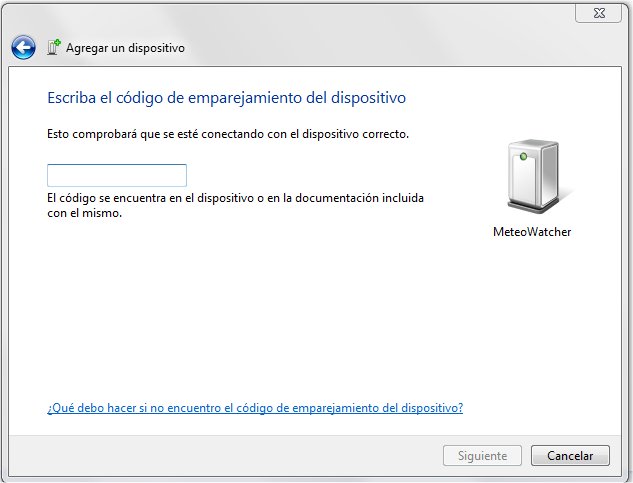 Agregar un dispositivo
Escriba el código de emparejamiento del dispositivo
Esto comprobará que se esté conectando con el dispositivo correcto.
El código se encuentra en el dispositivo o en la documentación incluida
con el mismo.
MeteoWatcher
¿Qué debo hacer si no encuentro el código de emparejamiento del dispositivo?
Siguiente
Cancelar